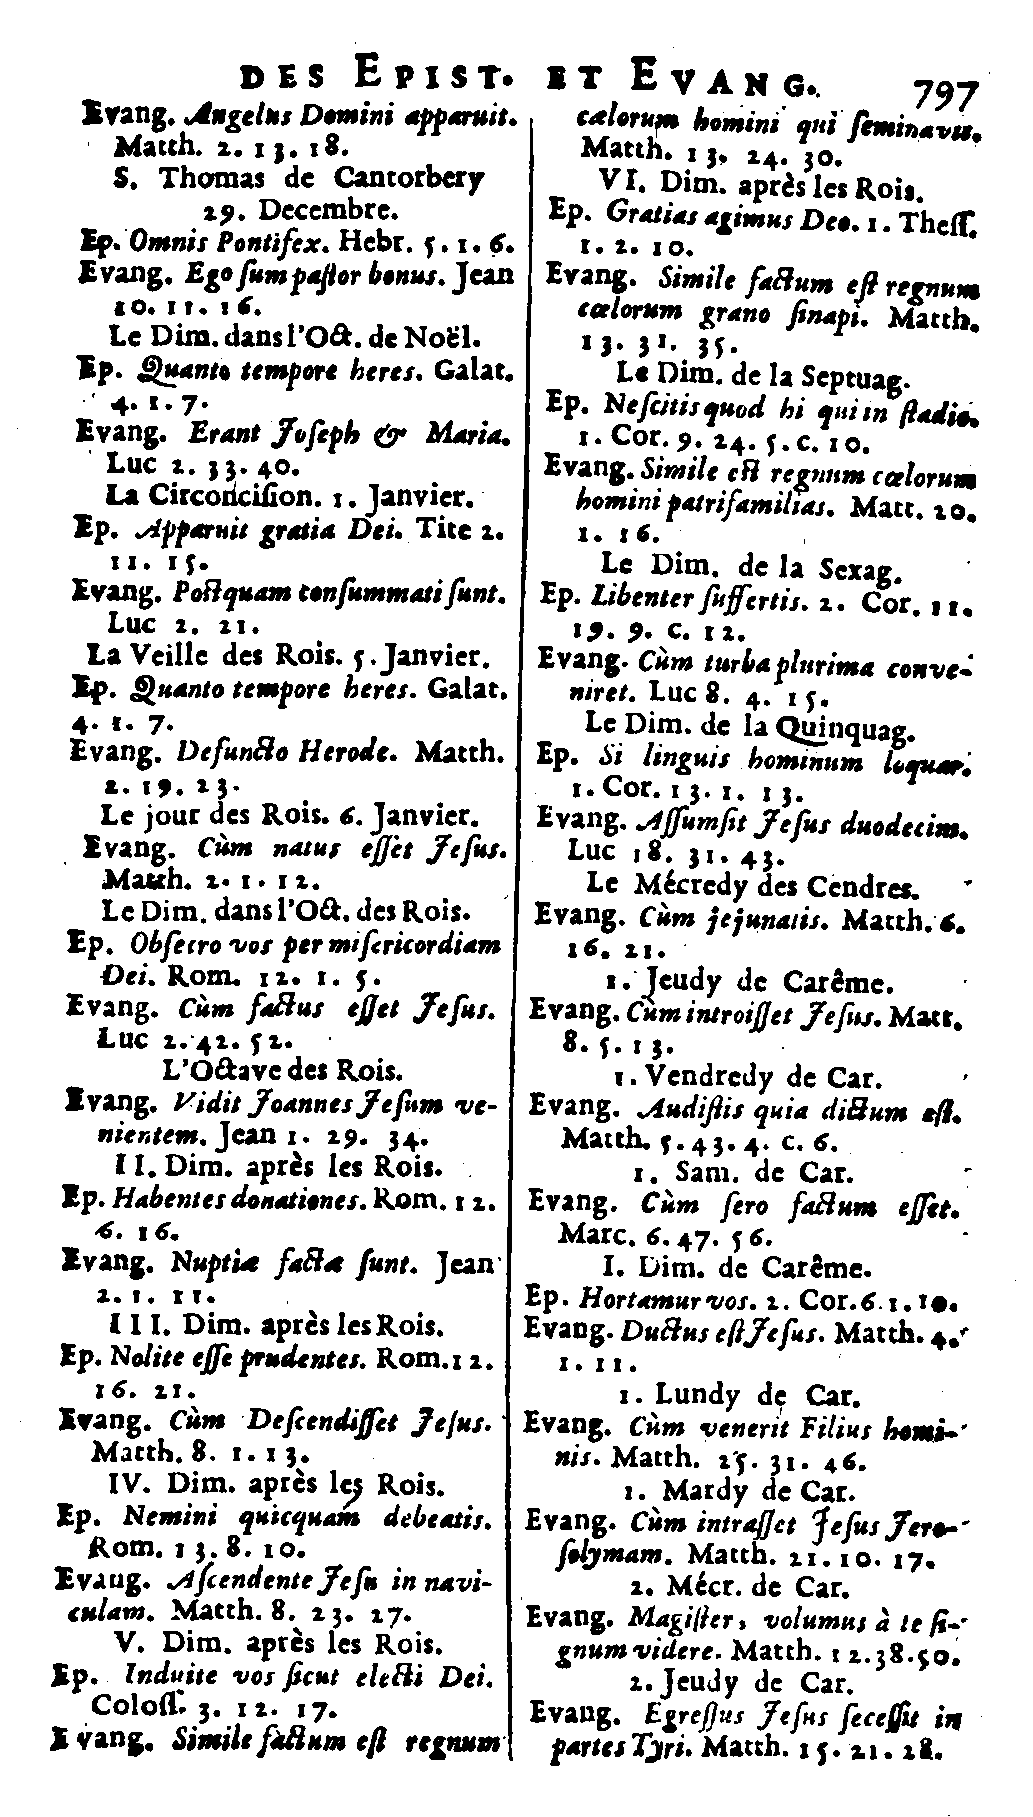 DES EPIST. ET EVANG. 797
Evang. Angelus Domini apparuit.
Matth. 2. 13. 18.
S. Thomas de Cantorbery
29. Decembre.
Ep. Omnis Pontifex. Hebr. 5. 1. 6.
Evang. Ego ſum paſtor bonus. Jean
10. 11. 16.
Le Dim. dans l'Oct. de Noël.
Ep. Quanto tempore heres. Galat.
4. 1. 7.
Evang. Erant Joſeph & Maria.
Luc 2. 33. 40.
La Circonciſion. 1. Janvier.
Ep. Apparuit gratia Dei. Tite 2.
11. 15.
Evang. Poſtquam conſummati ſunt.
Luc 2. 21.
La Veille des Rois. 5. Janvier.
Ep. Quanto tempore heres. Galat.
4. 1. 7.
Evang. Defuncto Herode. Matth.
2. 19. 23.
Le jour des Rois. 6. Janvier.
Evang. Cùm natus eſſet Jeſus.
Matth. 2. 1. 12.
Le Dim. dans l'Oct. des Rois.
Ep. Obſecro vos per miſericordiam
Dei. Rom. 12. 1. 5.
Evang. Cùm factus eſſet Jeſus.
Luc 2. 42. 52.
L'Octave des Rois.
Evang. Vidit Joannes Jeſum ve-
nientem. Jean 1. 29. 34.
II. Dim. après les Rois.
Ep. Habentes donationes. Rom. 12.
6. 16.
Evang. Nuptiæ factæ ſunt. Jean
2. 1. 11.
III. Dim. après les Rois.
Ep. Nolite eſſe prudentes. Rom. 12.
16. 21.
Evang. Cùm Deſcendiſſet Jeſus.
Matth. 8. 1. 13.
IV. Dim. après les Rois.
Ep. Nemini quicquam debeatis.
Rom. 13. 8. 10.
Evang. Aſcendente Jeſu in navi-
culam. Matth. 8. 23. 27.
V. Dim. après les Rois.
Ep. Induite vos ſicut electi Dei.
Coloſſ. 3. 12. 17.
Evang. Simile factum eſt regnum
cælorum homini qui ſeminavit.
Matth. 13. 24. 30.
VI. Dim. après les Rois.
Ep. Gratias agimus Deo. 1. Theſſ.
1. 2. 10.
Evang. Simile factum eſt regnum
cœlorum grano ſinapi. Matth.
13. 31. 35.
Le Dim. de la Septuag.
Ep. Neſcitis quod hi qui in ſtadio.
1. Cor. 9. 24. 5. c. 10.
Evang. Simile eſt regnum cœlorum
homini patrifamilias. Matt. 20.
1. 16.
Le Dim. de la Sexag.
Ep. Libenter ſuffertis. 2. Cor. 11.
19. 9. c. 12.
Evang. Cùm turba plurima conve-
niret. Luc 8. 4. 15.
Le Dim. de la Quinquag.
Ep. Si linguis hominum loquar.
1. Cor. 13. 1. 13.
Evang. Aſſumſit Jeſus duodecim.
Luc 18. 31. 43.
Le Mécredy des Cendres.
Evang. Cùm jejunatis. Matth. 6.
16. 21.
1. Jeudy de Carême.
Evang. Cùm introiſſet Jeſus. Matt.
8. 5. 13.
1. Vendredy de Car.
Evang. Audiſtis quia dictum eſt.
Matth. 5. 43. 4. c. 6.
1. Sam. de Car.
Evang. Cùm ſero factum eſſet.
Marc. 6. 47. 56.
I. Dim. de Carême.
Ep. Hortamur vos. 2. Cor. 6. 1. 10.
Evang. Ductus eſt Jeſus. Matth. 4.
1. 11.
1. Lundy de Car.
Evang. Cùm venerit Filius homi-
nis. Matth. 25. 31. 46.
1. Mardy de Car.
Evang. Cùm intraſſet Jeſus Jero-
ſolymam. Matth. 21. 10. 17.
2. Mécr. de Car.
Evang. Magiſter, volumus à te ſi-
gnum videre. Matth. 12. 38. 50.
2. Jeudy de Car.
Evang. Egreſſus Jeſus ſeceſſit in
partes Tyri. Matth. 15. 21. 28.